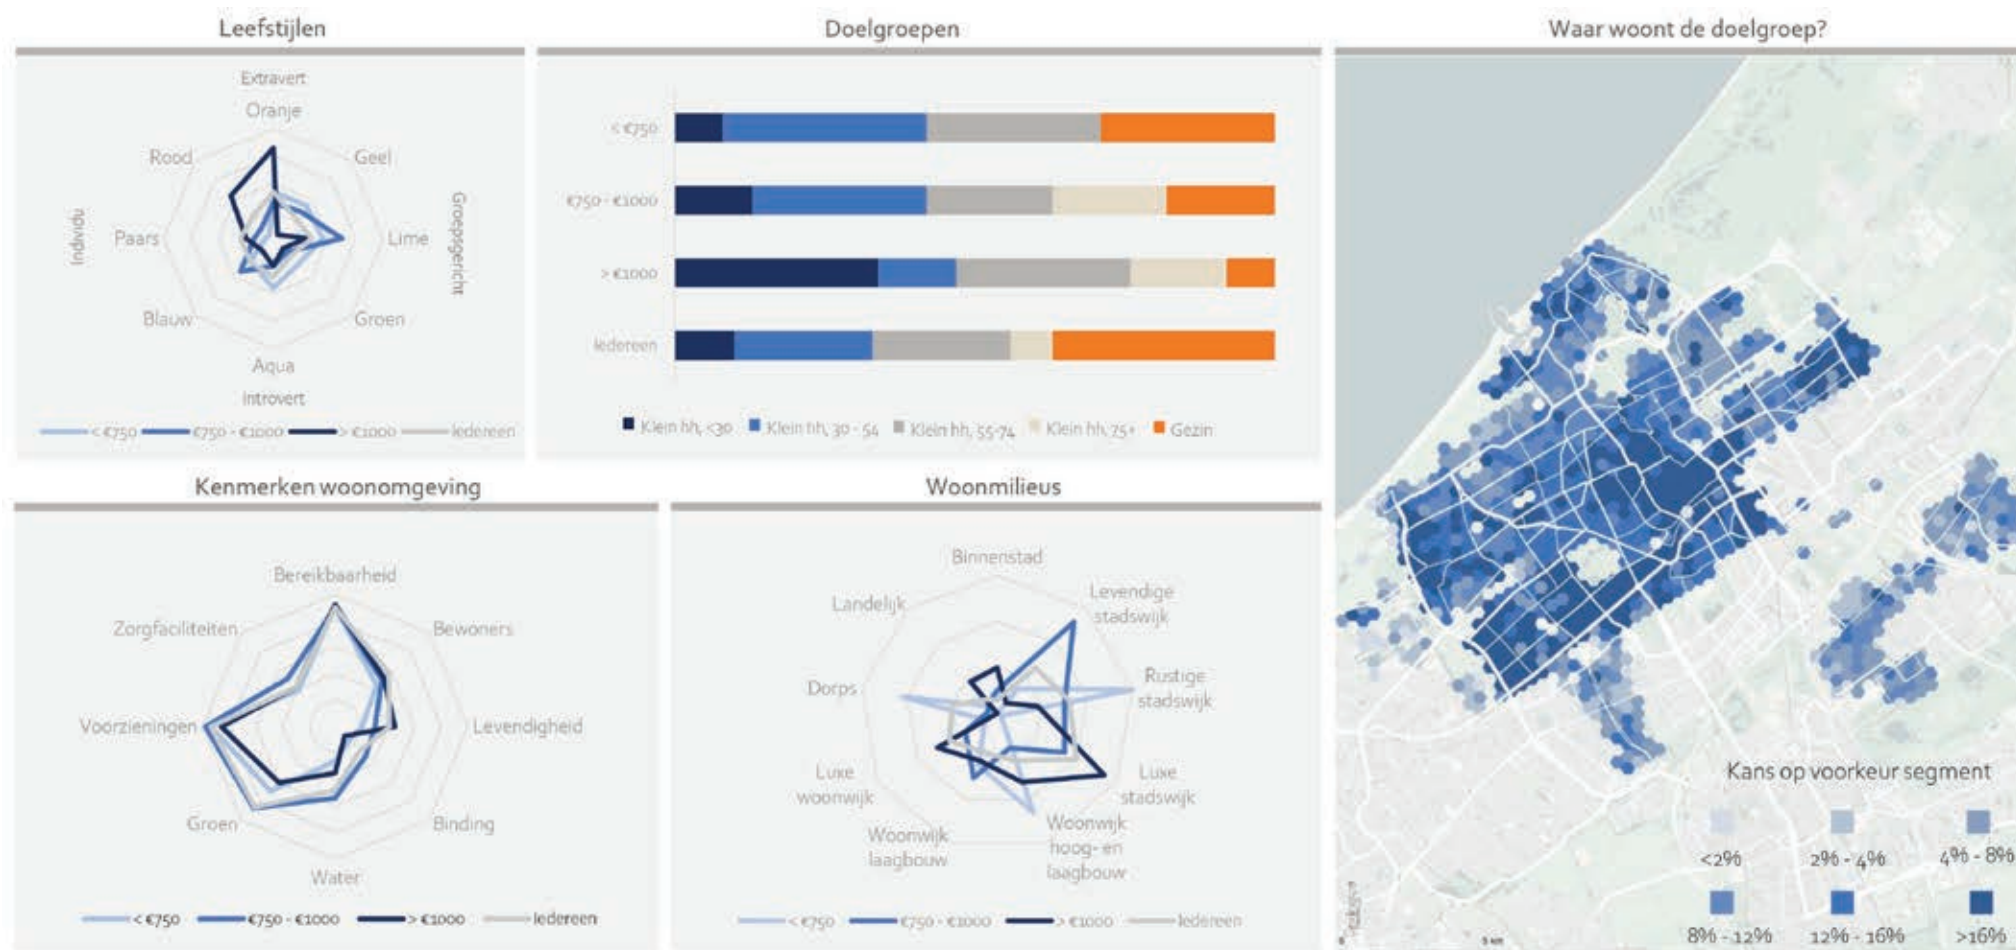 Leefstijlen
Extravert
Oranje
Rood
Geel
Individu
Paars
Lime
Groepsgericht
Blauw
Groen
Aqua
Introvert
< €750
€750 - €1000
> €1000
Iedereen
Doelgroepen
< €750
€750 - €1000
> €1000
Iedereen
Klein hh, <30
Klein hh, 30 - 54
Klein hh, 55-74
Klein hh, 75+
Gezin
Waar woont de doelgroep?
Kans op voorkeur segment
<2%
2% - 4%
4% - 8%
8% - 12%
12% - 16%
>16%
5 km
Kenmerken woonomgeving
Bereikbaarheid
Zorgfaciliteiten
Bewoners
Voorzieningen
Levendigheid
Groen
Binding
Water
< €750
€750 - €1000
> €1000
Iedereen
Woonmilieus
Binnenstad
Landelijk
Levendige
stadswijk
Dorps
Rustige
stadswijk
Luxe
woonwijk
Luxe
stadswijk
Woonwijk
laagbouw
Woonwijk
hoog- en
laagbouw
< €750
€750 - €1000
> €1000
Iedereen